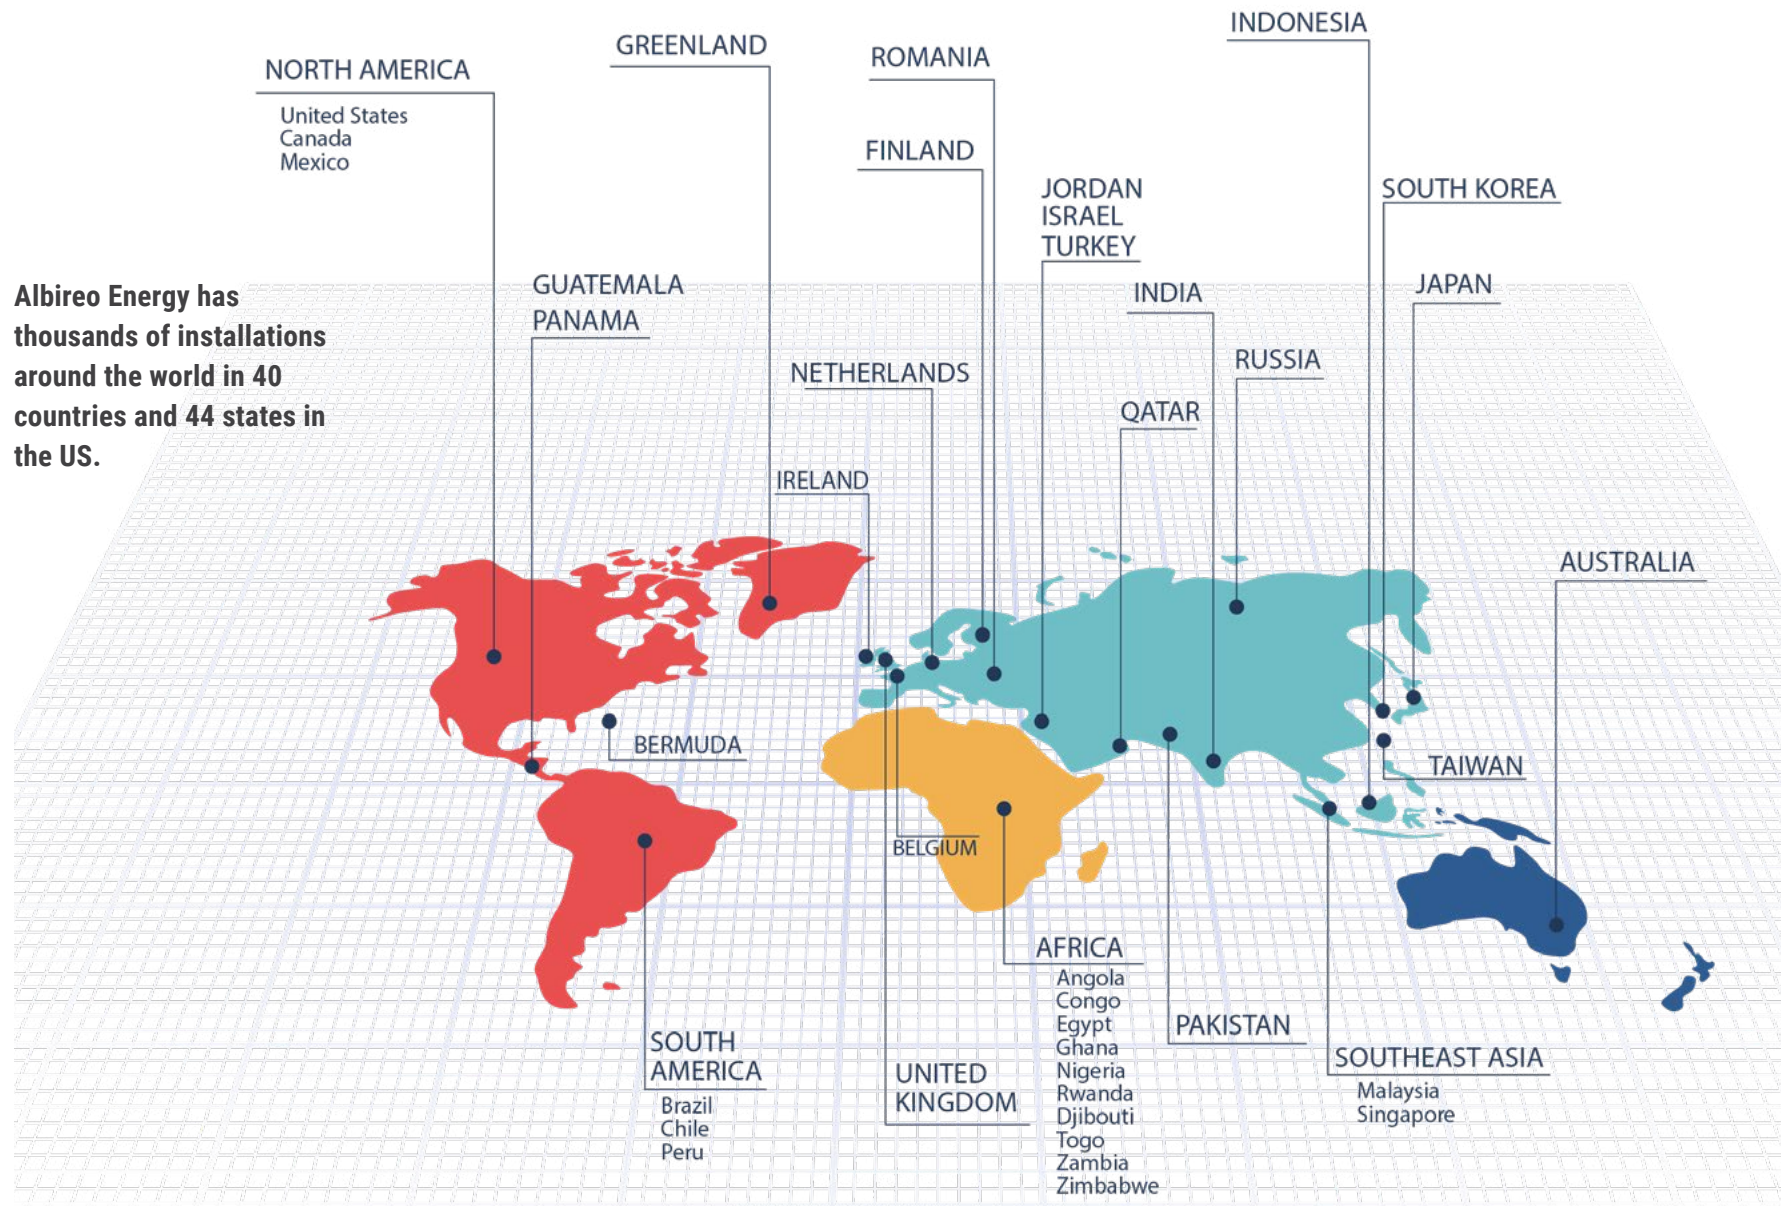 INDONESIA
GREENLAND
ROMANIA
NORTH AMERICA
United States
Canada
Mexico
FINLAND
JORDAN
ISRAEL
TURKEY
SOUTH KOREA
Albireo Energy has
thousands of installations
around the world in 40
countries and 44 states in
the US.
GUATEMALA
PANAMA
INDIA
JAPAN
NETHERLANDS
RUSSIA
QATAR
IRELAND
AUSTRALIA
BERMUDA
TAIWAN
BELGIUM
AFRICA
Angola
Congo
Egypt
Ghana
Nigeria
Rwanda
Djibouti
Togo
Zambia
Zimbabwe
PAKISTAN
SOUTH
AMERICA
Brazil
Chile
Peru
UNITED
KINGDOM
SOUTHEAST ASIA
Malaysia
Singapore